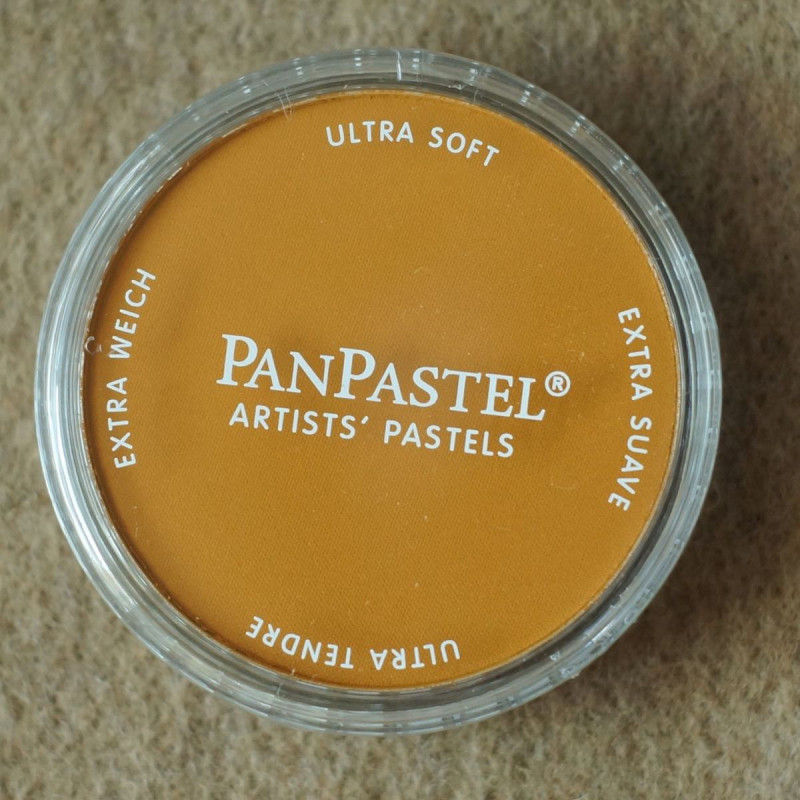 ULTRA SOFT
EXTRA WEICH
PANPASTEL®
ARTISTS' PASTELS
EXTRA SUAVE
ULTRA TENDRE